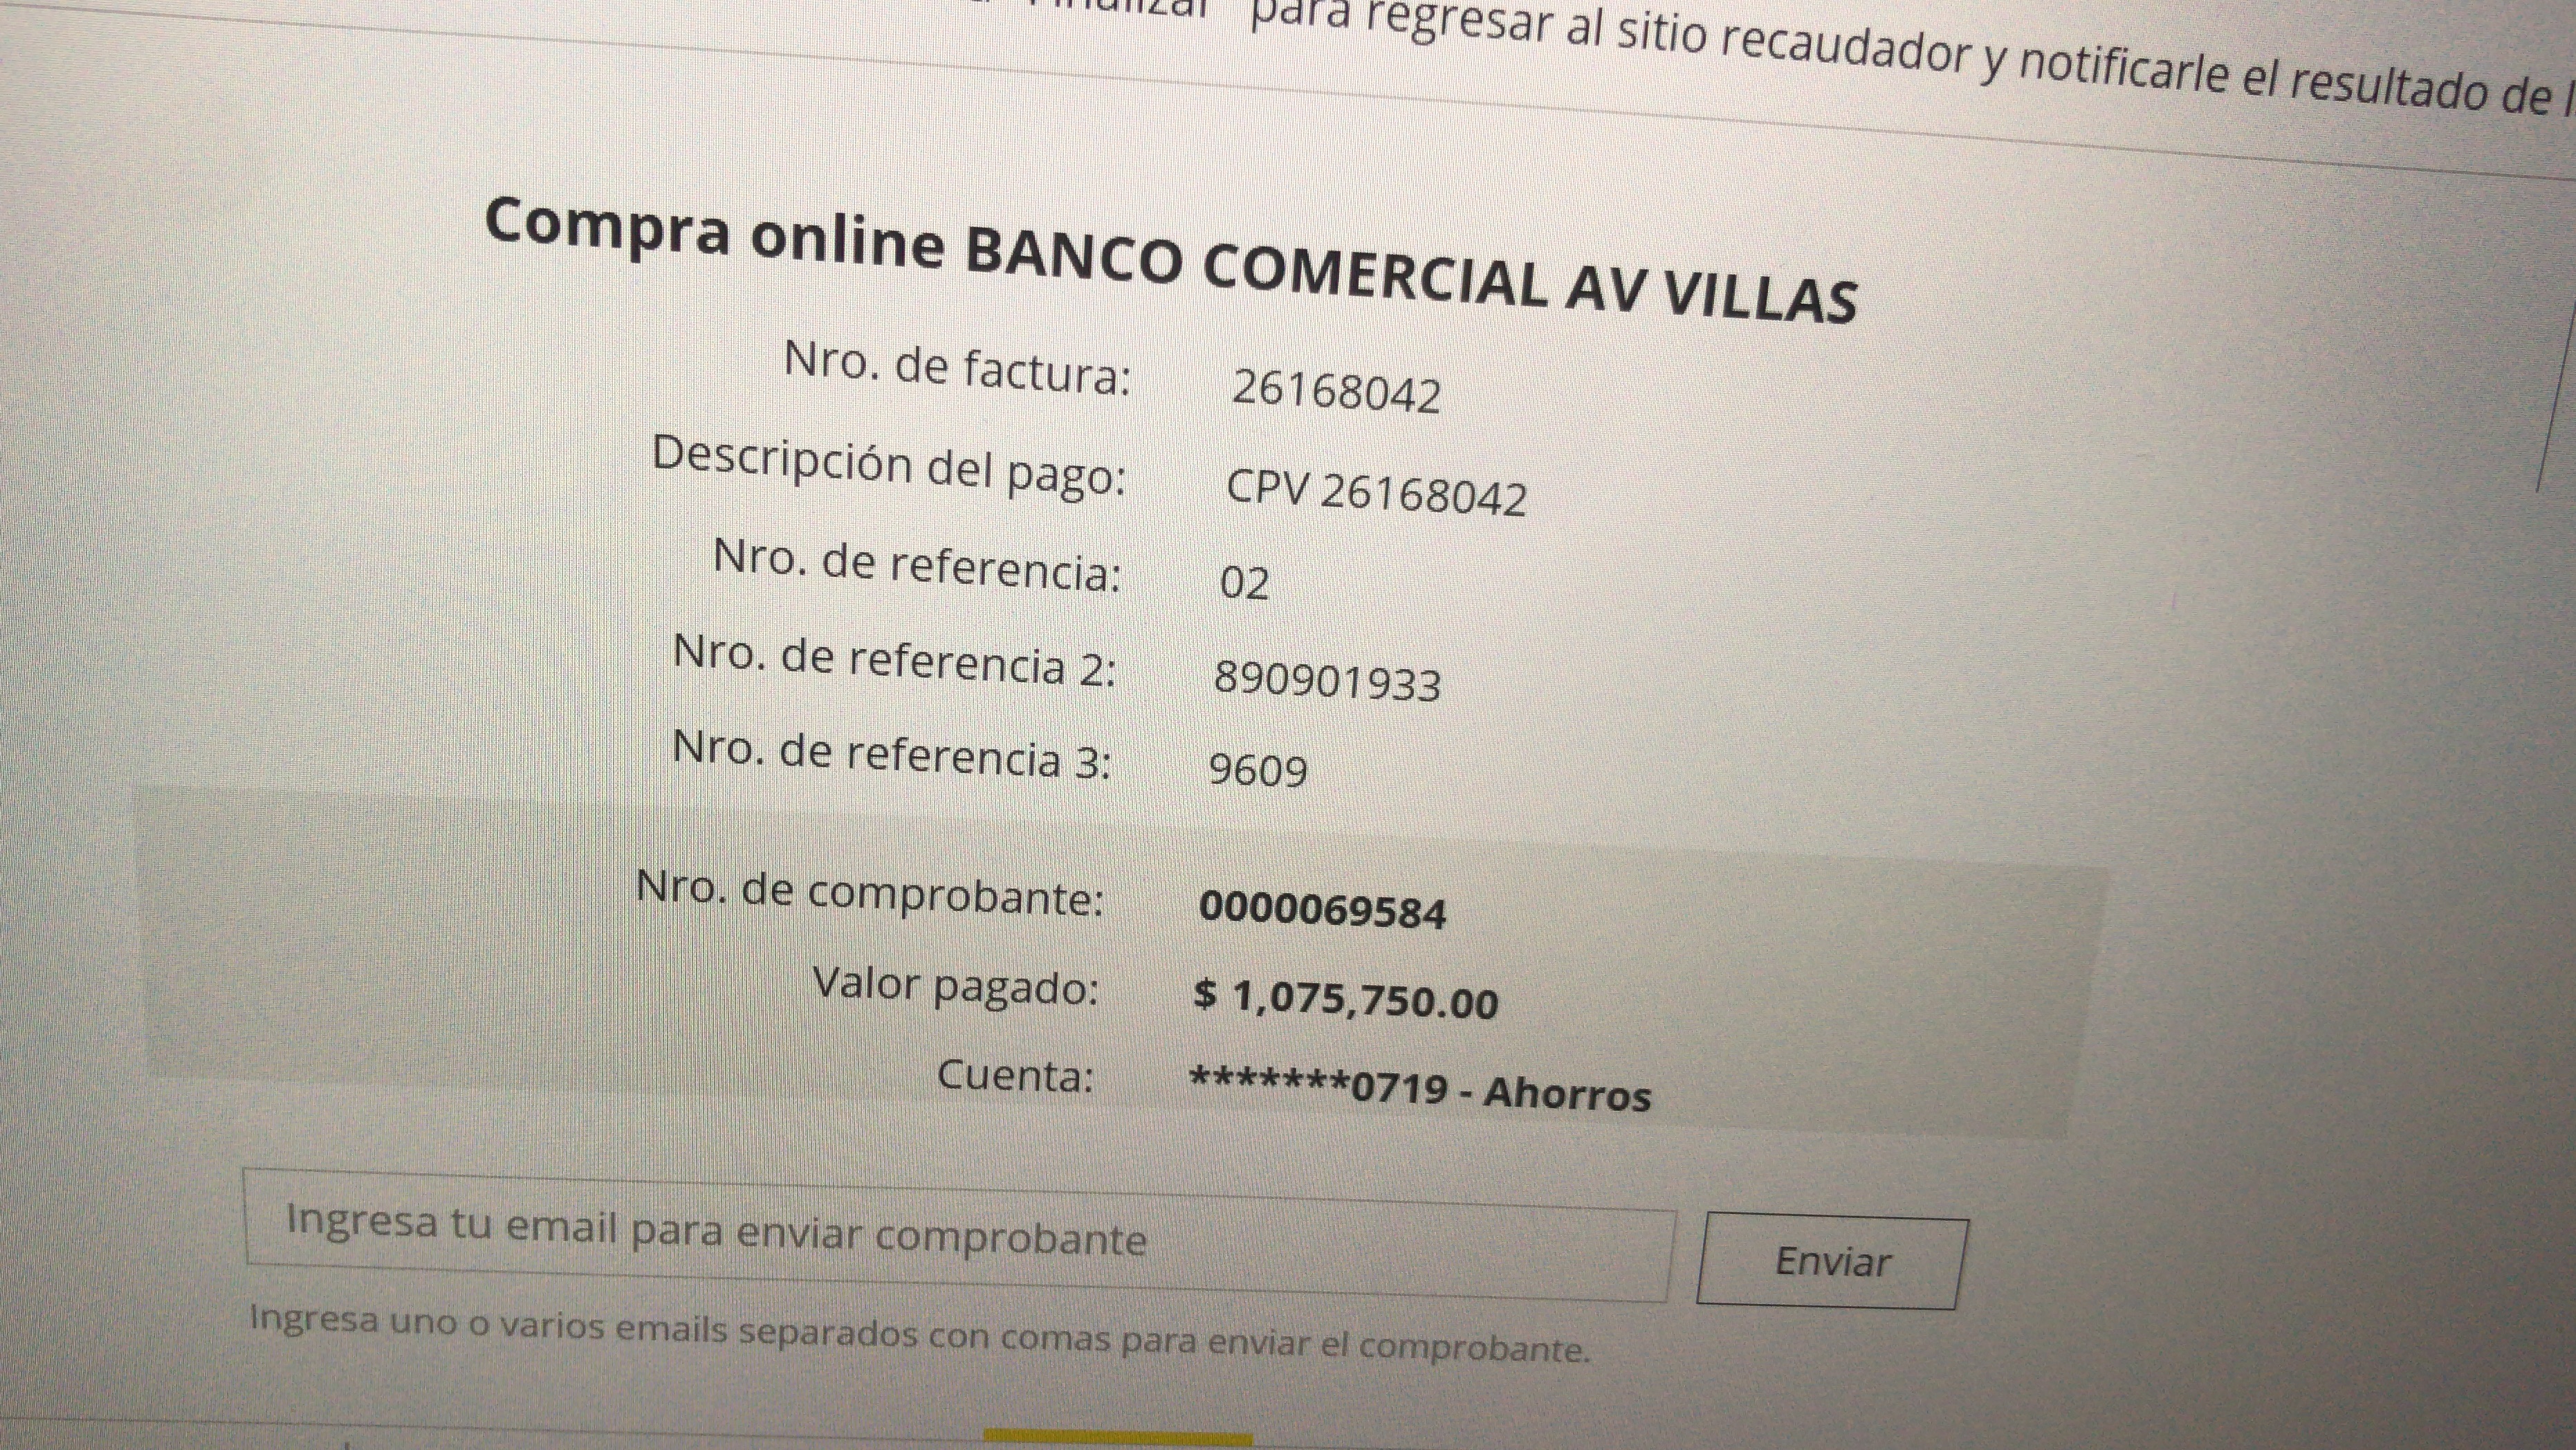 para regresar al sitio recaudador y notificarle el resultado de
Compra online BANCO COMERCIAL AV VILLAS
Nro. de factura: 26168042
Descripción del pago: CPV 26168042
Nro. de referencia: 02
Nro. de referencia 2: 890901933
Nro. de referencia 3: 9609
Nro. de comprobante: 0000069584
Valor pagado: $ 1,075,750.00
Cuenta: *******0719 - Ahorros
Ingresa tu email para enviar comprobante
Enviar
Ingresa uno o varios emails separados con comas para enviar el comprobante.